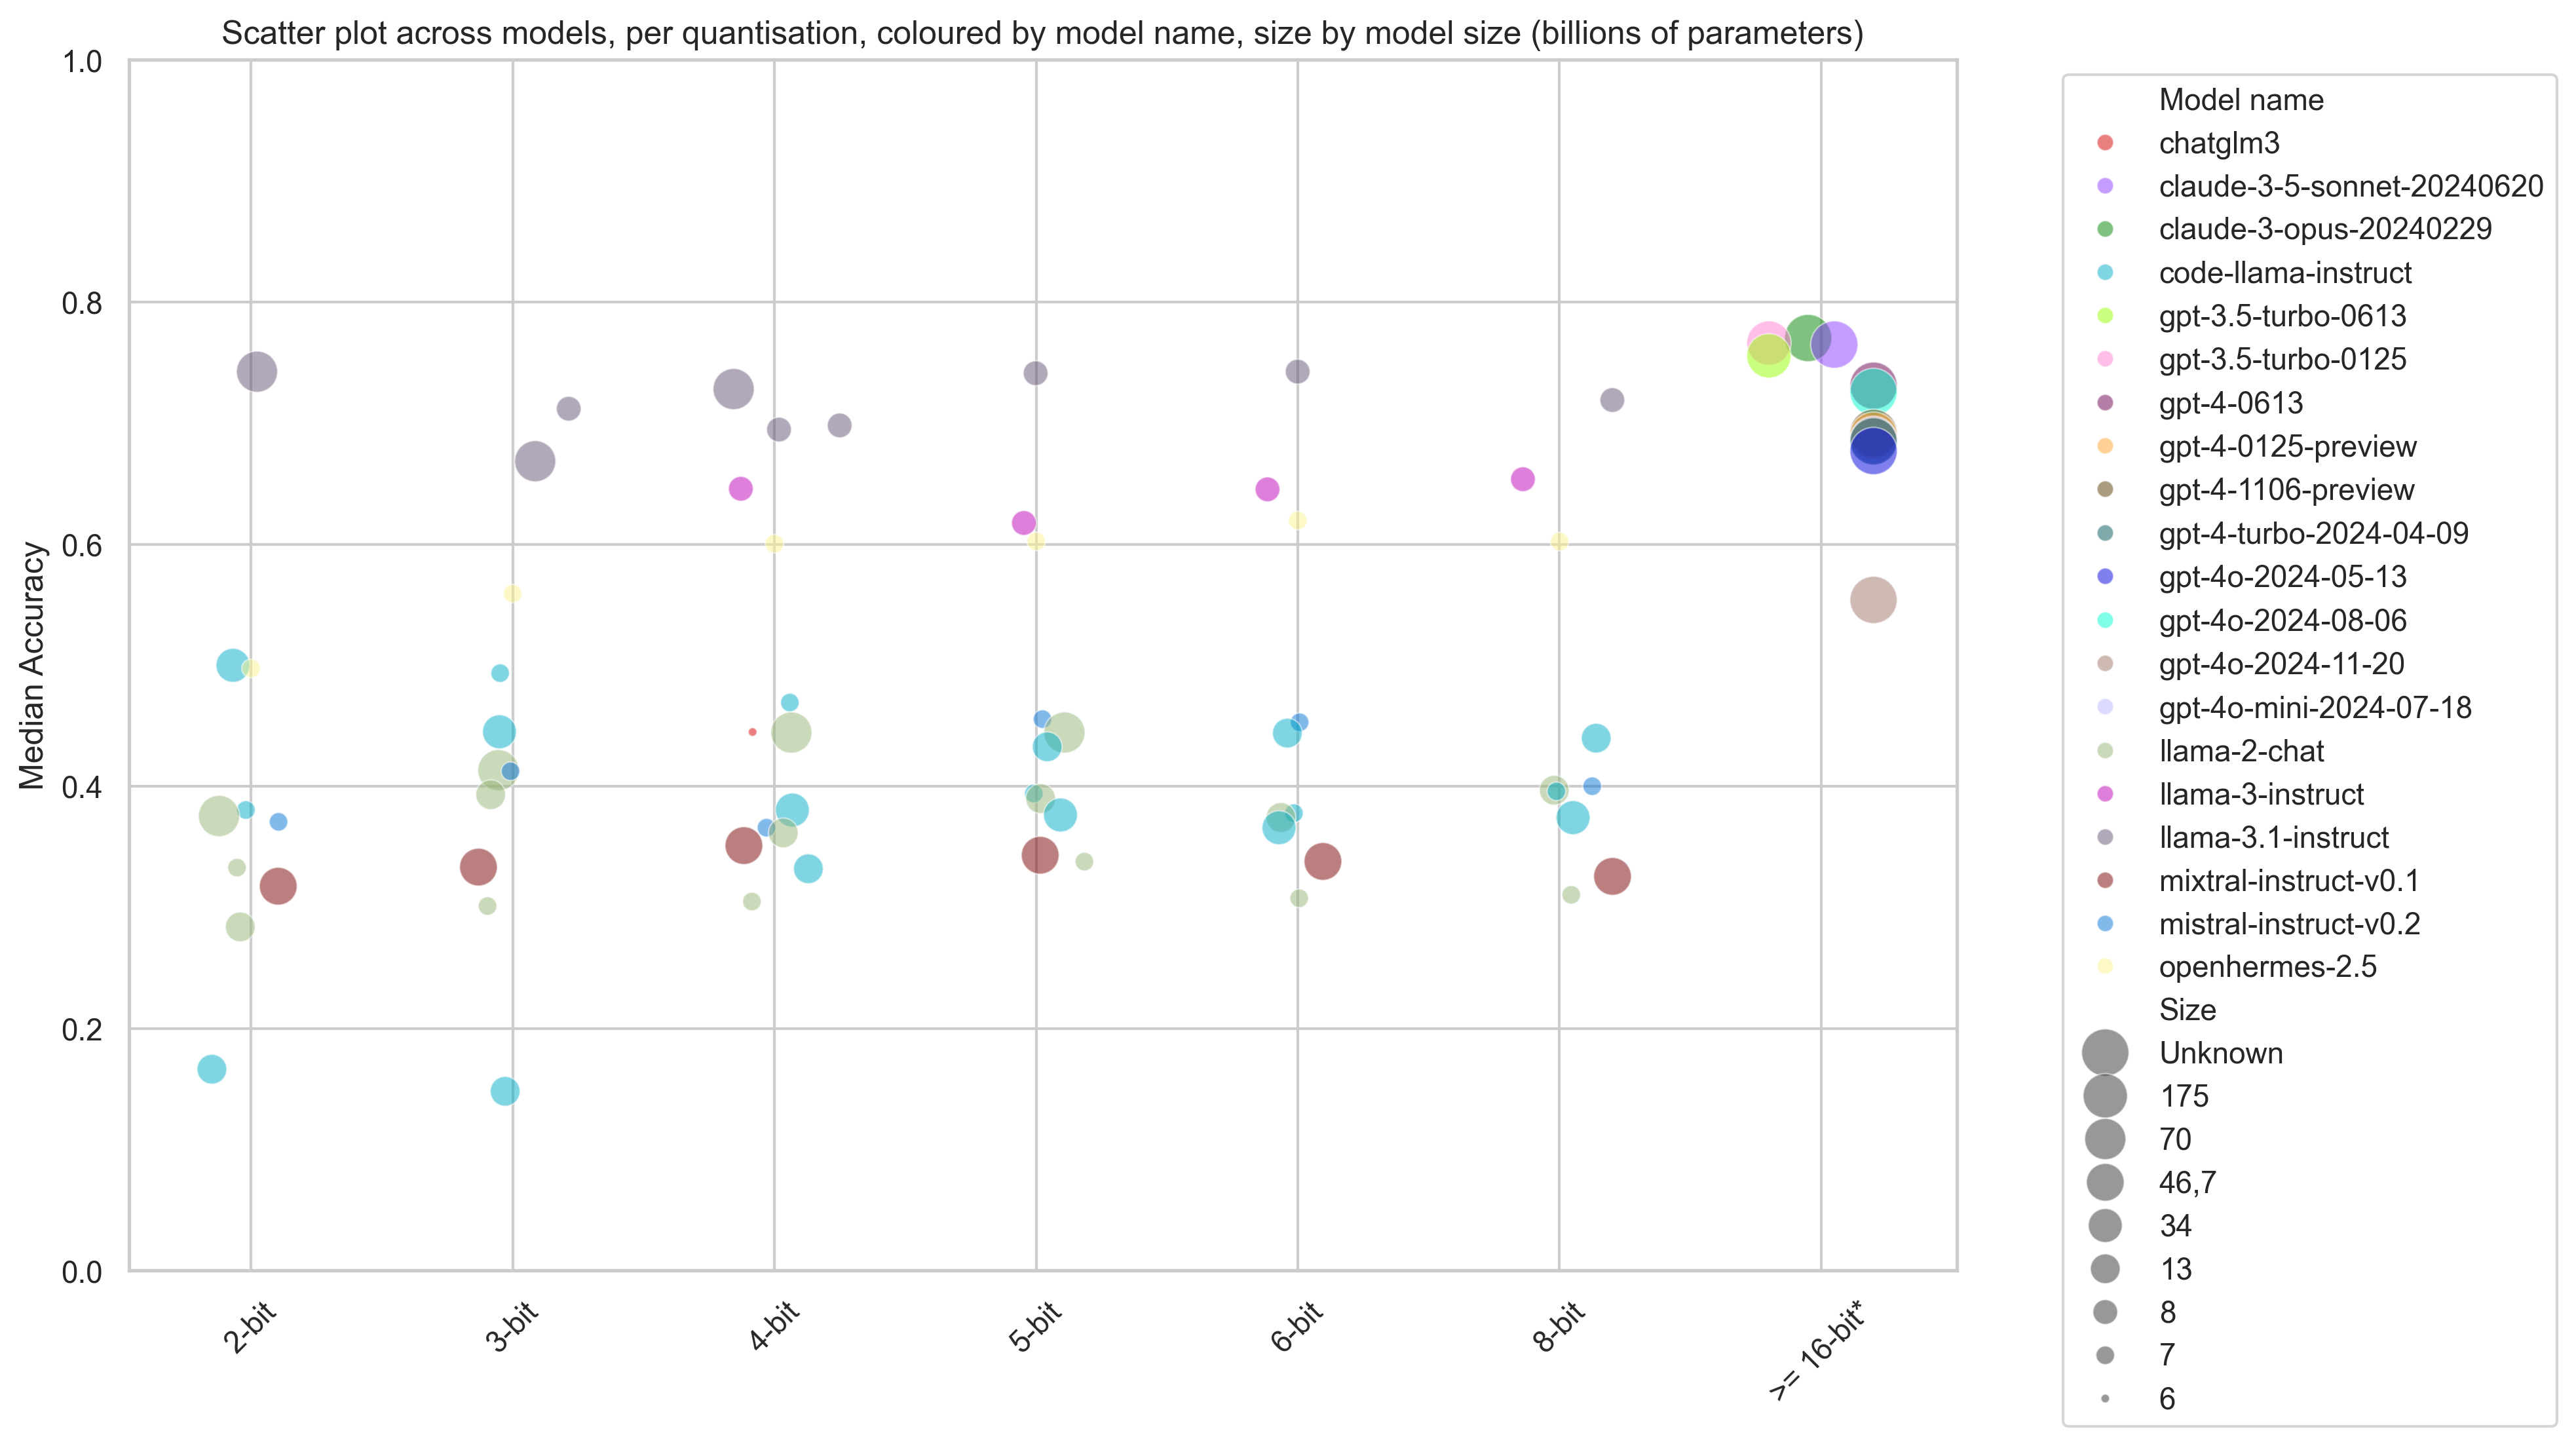 Scatter plot across models, per quantisation, coloured by model name, size by model size (billions of parameters)
Median Accuracy
1.0
0.8
0.6
0.4
0.2
0.0
2-bit
3-bit
4-bit
5-bit
6-bit
8-bit
>= 16-bit*
Model name
chatglm3
claude-3-5-sonnet-20240620
claude-3-opus-20240229
code-llama-instruct
gpt-3.5-turbo-0613
gpt-3.5-turbo-0125
gpt-4-0613
gpt-4-0125-preview
gpt-4-1106-preview
gpt-4-turbo-2024-04-09
gpt-4o-2024-05-13
gpt-4o-2024-08-06
gpt-4o-2024-11-20
gpt-4o-mini-2024-07-18
llama-2-chat
llama-3-instruct
llama-3.1-instruct
mixtral-instruct-v0.1
mistral-instruct-v0.2
openhermes-2.5
Size
Unknown
175
70
46,7
34
13
8
7
6